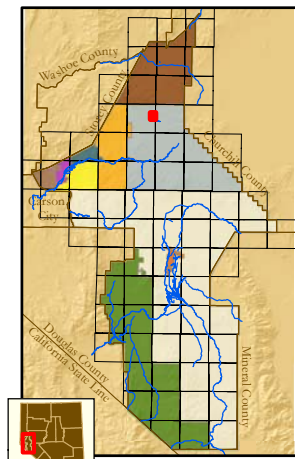 Washoe County
Storey County
Churchill County
Carson
City
Douglas County
California State Line
Mineral County